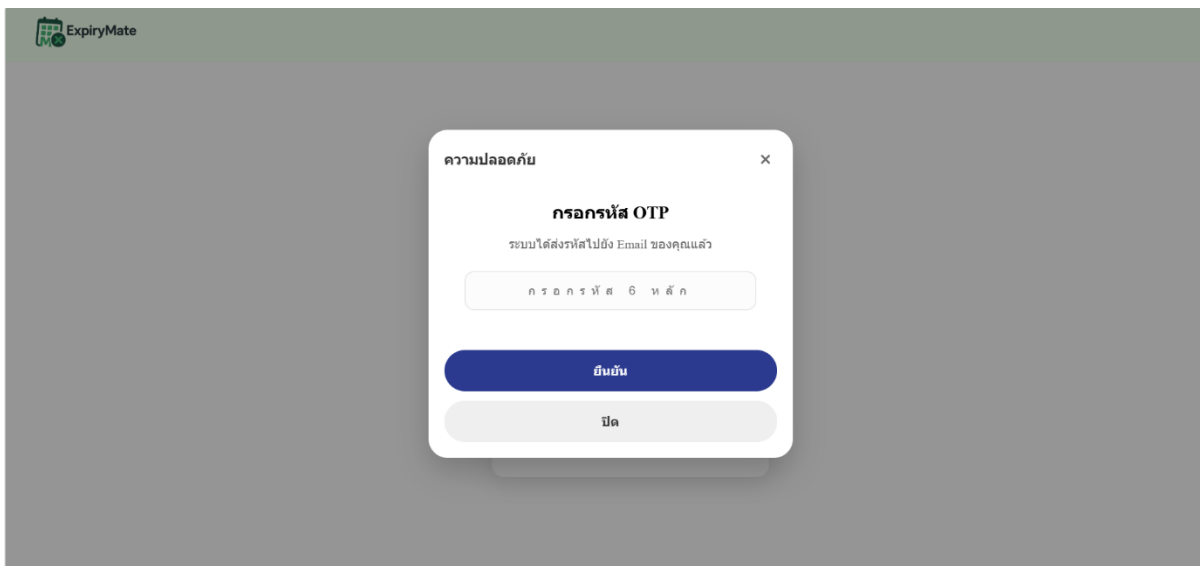 ExpiryMate
ความปลอดภัย ×
กรอกรหัส OTP
ระบบได้ส่งรหัสไปยัง Email ของคุณแล้ว
กรอกรหัส 6 หลัก
ยืนยัน
ปิด